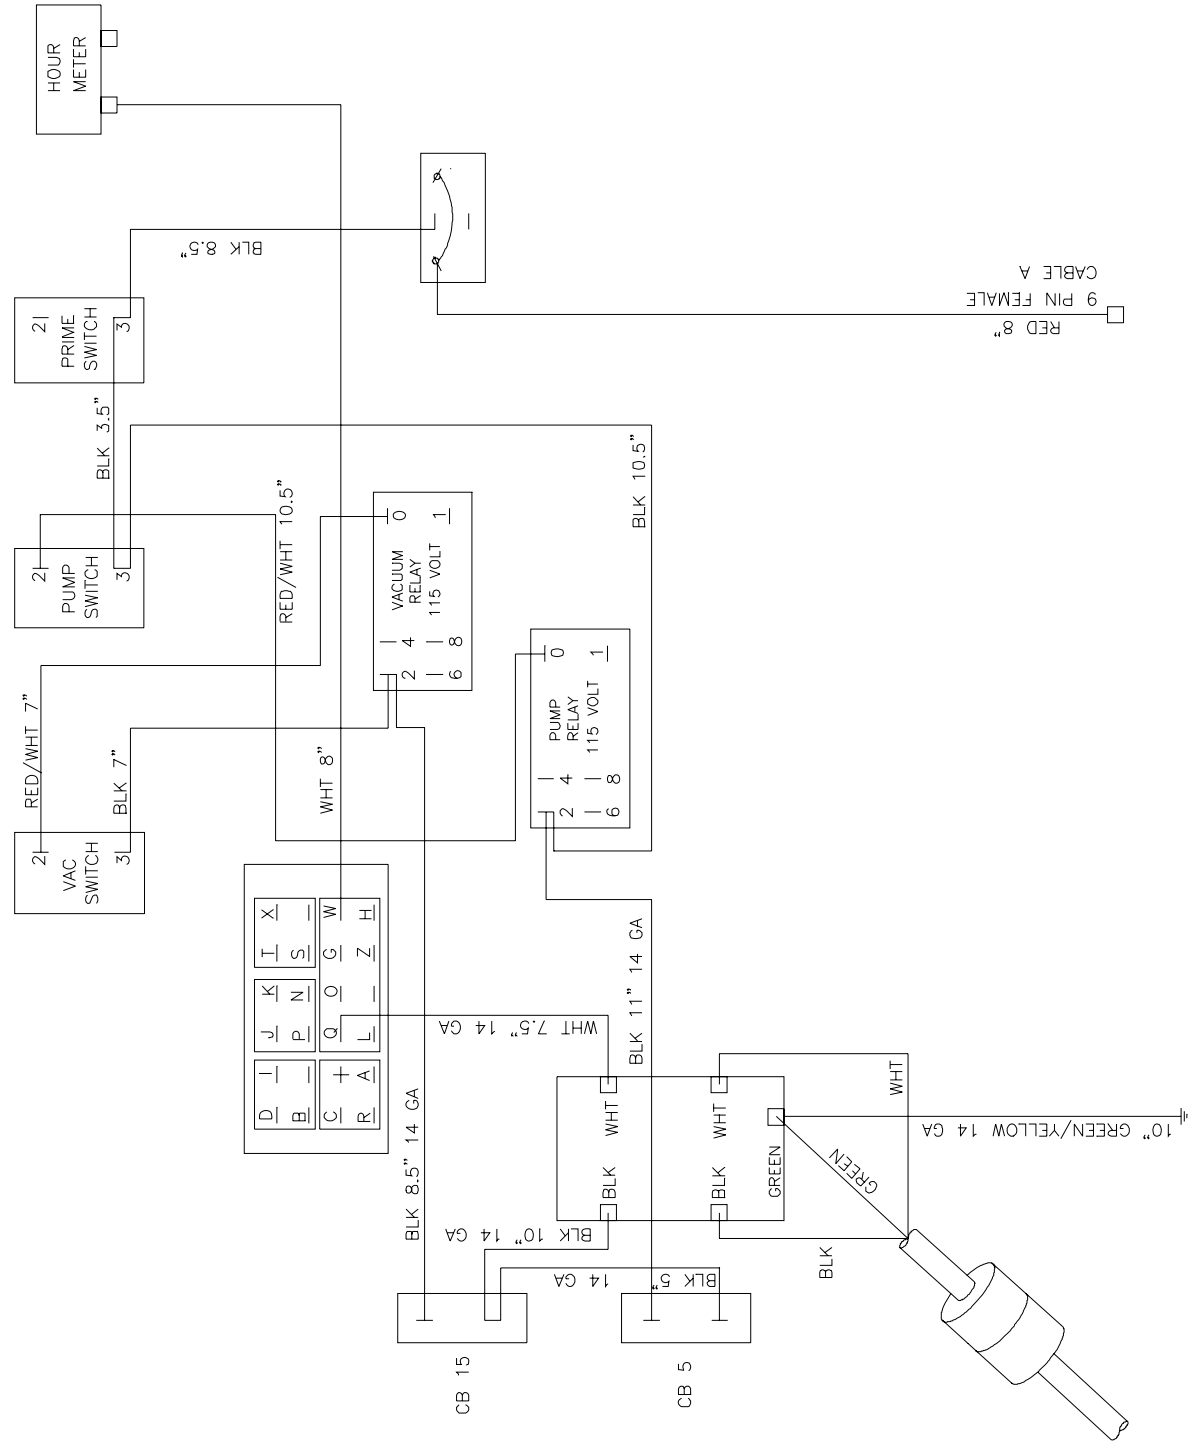 HOUR
METER
BLK 8.5"
2
PRIME
SWITCH
3
CABLE A
9 PIN FEMALE
RED 8"
BLK 3.5"
RED/WHT 10.5"
BLK 10.5"
2
PUMP
SWITCH
3
0
1
VACUUM
RELAY
115 VOLT
2 4
6 8
0
1
PUMP
RELAY
115 VOLT
2 4
6 8
RED/WHT 7"
BLK 7"
WHT 8"
2
VAC
SWITCH
3
D
B
J K
P N
T X
S
C +
R A
Q O G W
L Z H
WHT 7.5" 14 GA
BLK 11" 14 GA
BLK 8.5" 14 GA
BLK WHT
BLK WHT
GREEN
WHT
10" GREEN/YELLOW 14 GA
GREEN
BLK
BLK 10" 14 GA
BLK 5" 14 GA
CB 15
CB 5